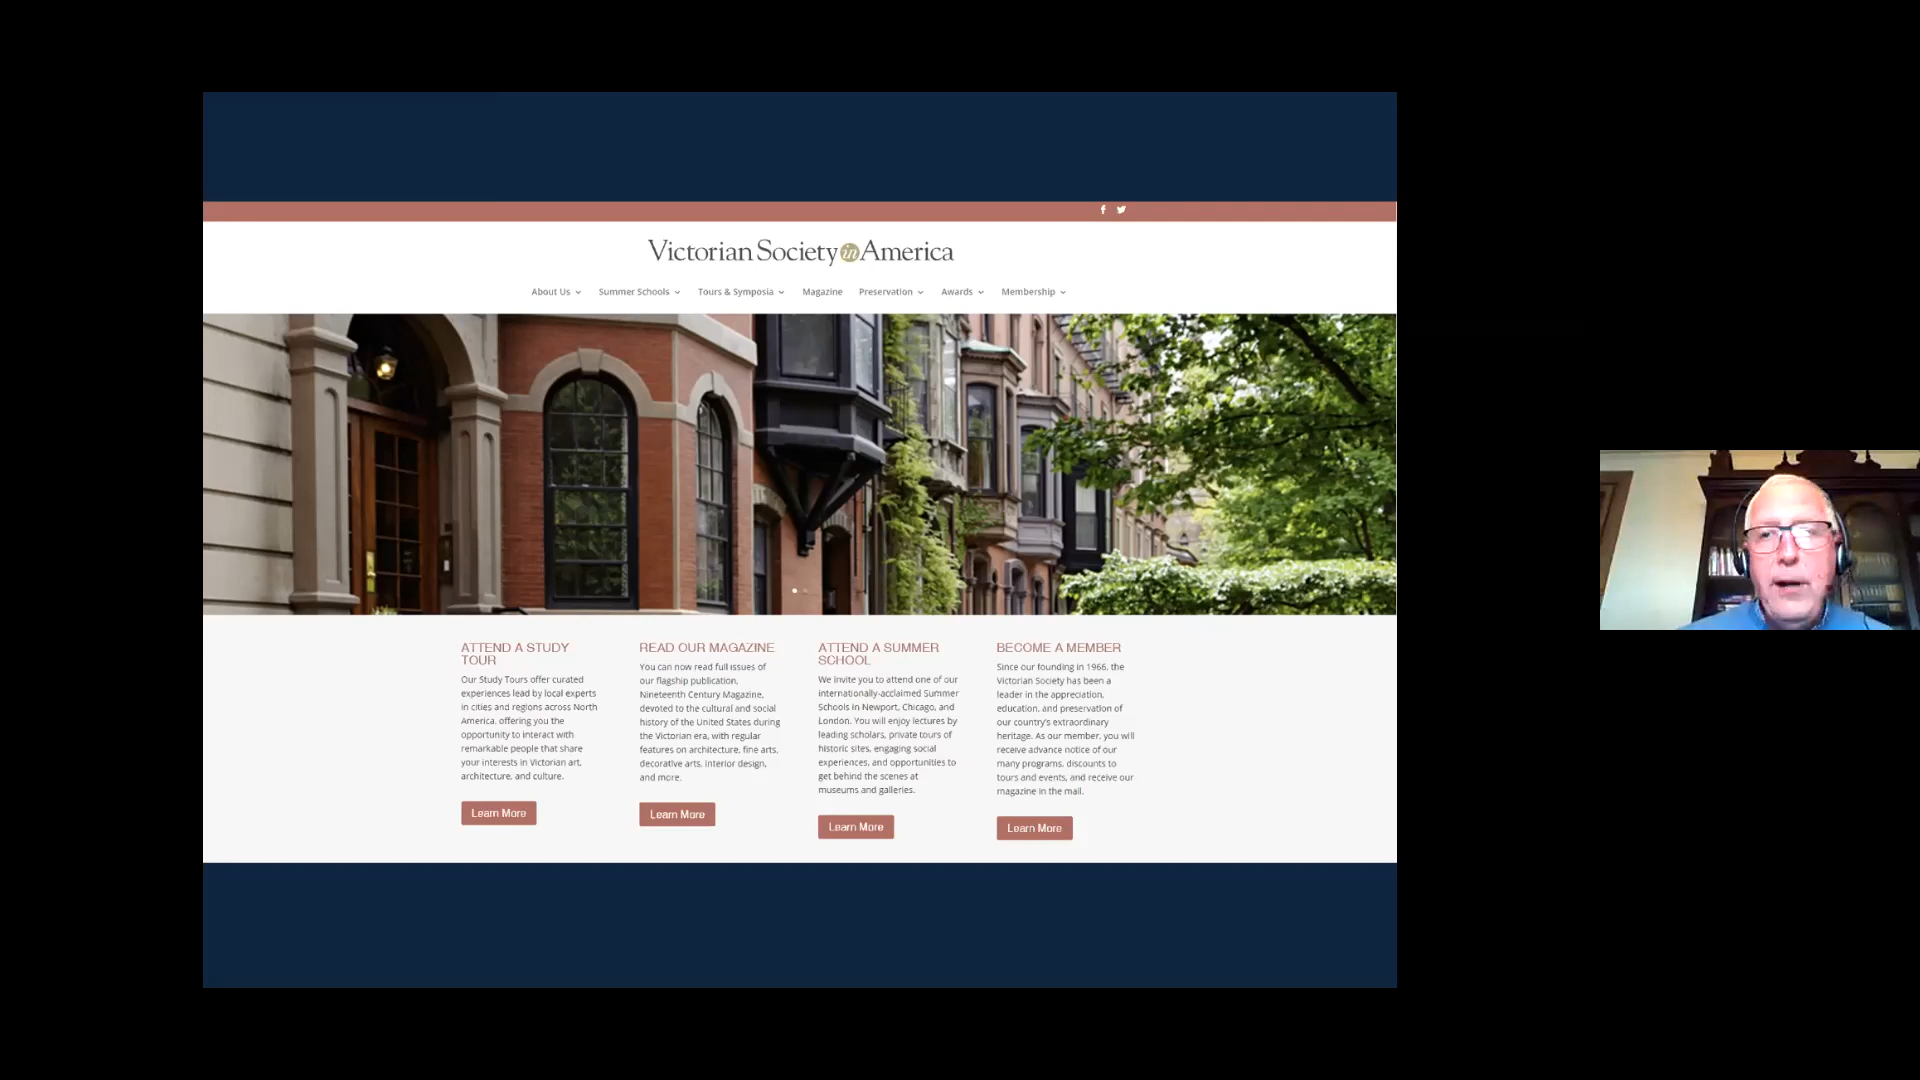 Victorian Society in America
About Us Summer Schools Tours & Symposia Magazine Preservation Awards Membership
ATTEND A STUDY
TOUR
Our Study Tours offer curated
experiences lead by local experts
in cities and regions across North
America, offering you the
opportunity to interact with
remarkable people that share
your interests in Victorian art,
architecture, and culture.
Learn More
READ OUR MAGAZINE
You can now read full issues of
our flagship publication,
Nineteenth Century Magazine,
devoted to the cultural and social
history of the United States during
the Victorian era, with regular
features on architecture, fine arts,
decorative arts, interior design,
and more.
Learn More
ATTEND A SUMMER
SCHOOL
We invite you to attend one of our
internationally-acclaimed Summer
Schools in Newport, Chicago, and
London. You will enjoy lectures by
leading scholars, private tours of
historic sites, engaging social
experiences, and opportunities to
get behind the scenes at
museums and galleries.
Learn More
BECOME A MEMBER
Since our founding in 1966, the
Victorian Society has been a
leader in the appreciation,
education, and preservation of
our country's extraordinary
heritage. As our member, you will
receive advance notice of our
many programs, discounts to
tours and events, and receive our
magazine in the mail.
Learn More